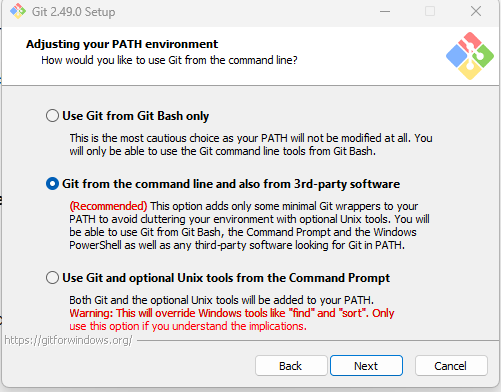 Git 2.49.0 Setup
Adjusting your PATH environment
How would you like to use Git from the command line?
Use Git from Git Bash only
This is the most cautious choice as your PATH will not be modified at all. You
will only be able to use the Git command line tools from Git Bash.
Git from the command line and also from 3rd-party software
(Recommended) This option adds only some minimal Git wrappers to your
PATH to avoid cluttering your environment with optional Unix tools. You will
be able to use Git from Git Bash, the Command Prompt and the Windows
PowerShell as well as any third-party software looking for Git in PATH.
Use Git and optional Unix tools from the Command Prompt
Both Git and the optional Unix tools will be added to your PATH.
Warning: This will override Windows tools like "find" and "sort". Only
use this option if you understand the implications.
https://gitforwindows.org/
Back Next Cancel